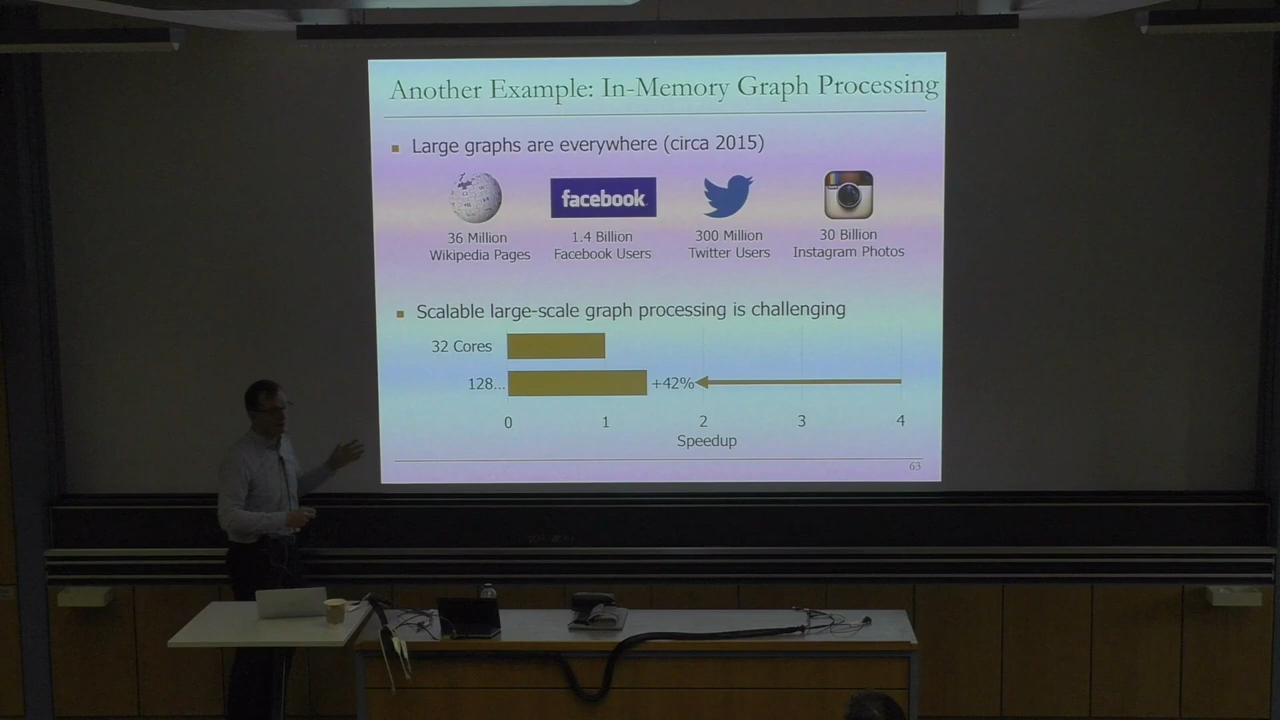 Another Example: In-Memory Graph Processing
Large graphs are everywhere (circa 2015)
facebook
36 Million
Wikipedia Pages
1.4 Billion
Facebook Users
300 Million
Twitter Users
30 Billion
Instagram Photos
Scalable large-scale graph processing is challenging
32 Cores
128...
+42%
0 1 2 3 4
Speedup
63